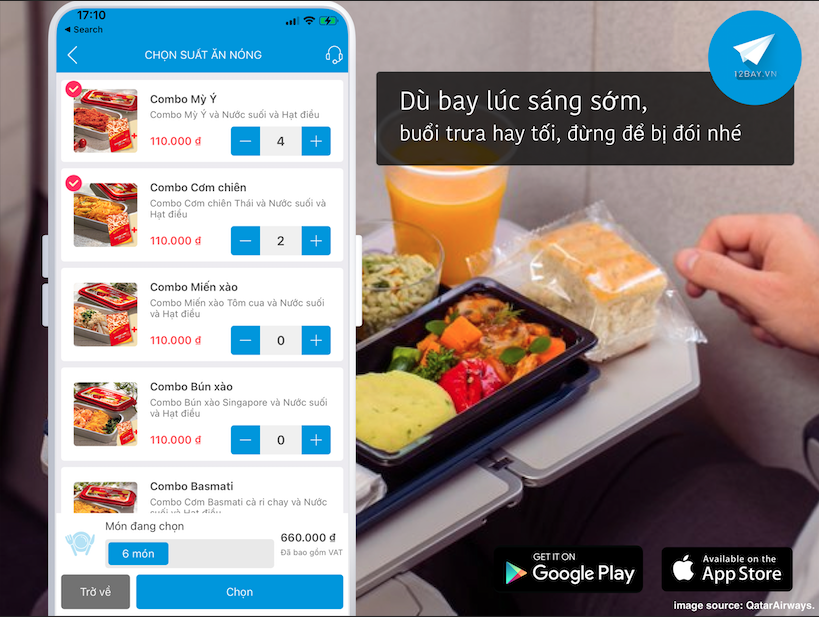 17:10
◀ Search
CHỌN SUẤT ĂN NÓNG
Combo Mỳ Ý
Combo Mỳ Ý và Nước suối và Hạt điều
110.000 ₫
4
Combo Cơm chiên
Combo Cơm chiên Thái và Nước suối và
Hạt điều
110.000 ₫
2
Combo Miến xào
Combo Miến xào Tôm cua và Nước suối
và Hạt điều
110.000 ₫
0
Combo Bún xào
Combo Bún xào Singapore và Nước suối
và Hạt điều
110.000 ₫
0
Combo Basmati
Combo Cơm Basmati cà ri chay và Nước
suối và Hạt điều
Món đang chọn
6 món
660.000 ₫
Đã bao gồm VAT
Trở về
Chọn
12BAY.VN
Dù bay lúc sáng sớm,
buổi trưa hay tối, đừng để bị đói nhé
GET IT ON
Google Play
Available on the
App Store
image source: QatarAirways.